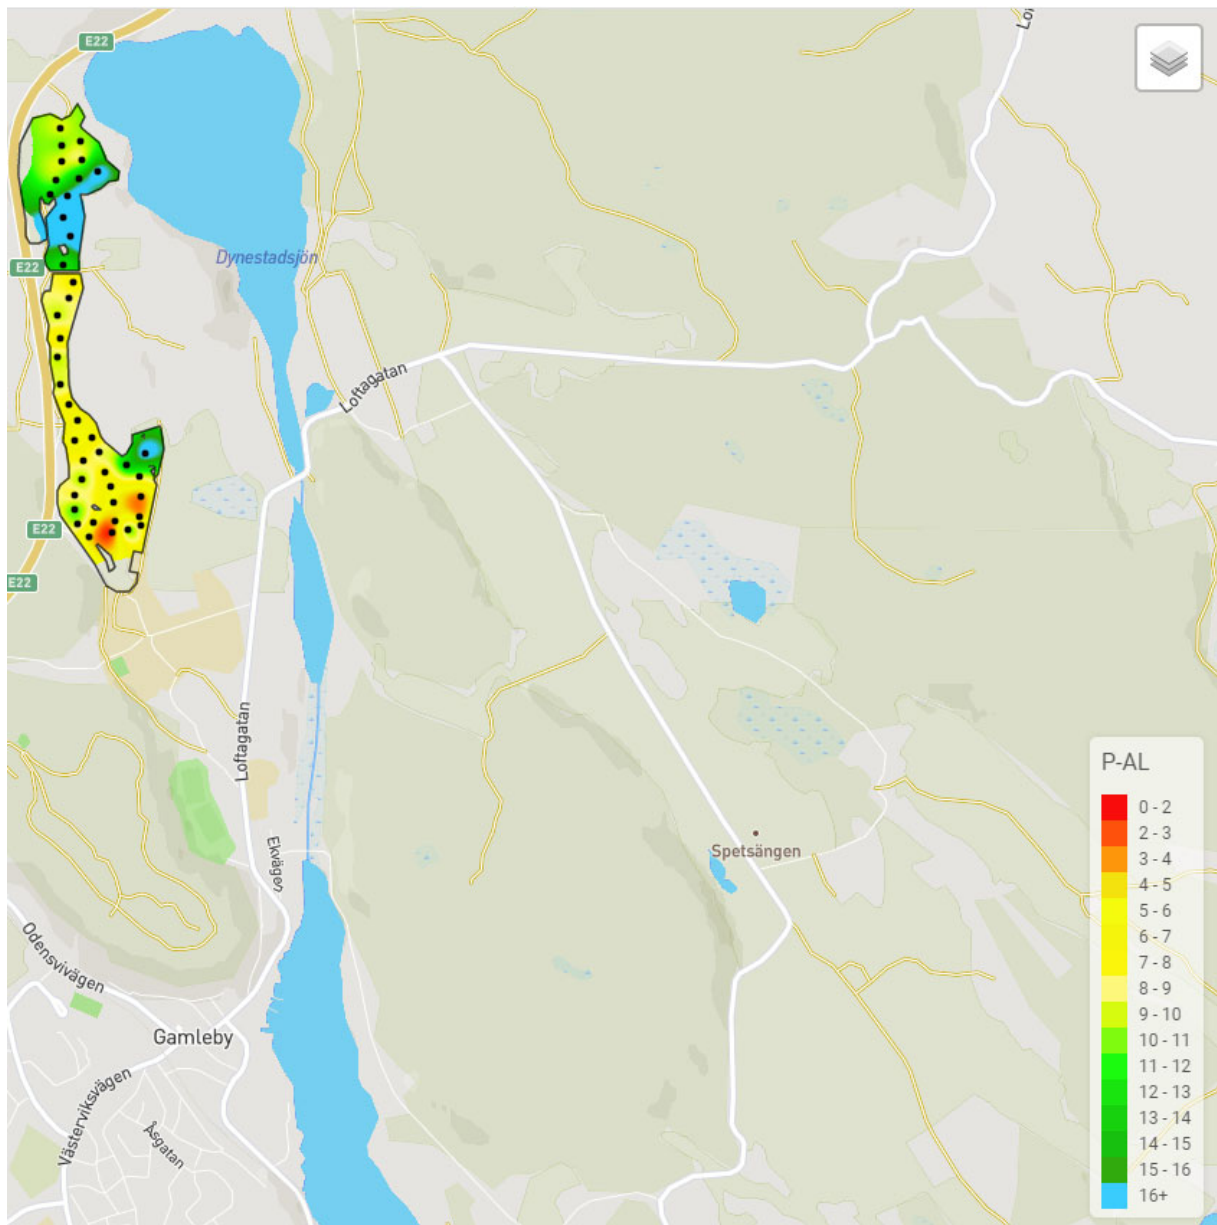 Lof
E22
Dynestadsjön
E22
Loftagatan
E22
E22
Loftagatan
Ekvägen
Spetsängen
Odensvivägen
Gamleby
Västerviksvägen
Åsgatan
P-AL
0 - 2
2 - 3
3 - 4
4 - 5
5 - 6
6 - 7
7 - 8
8 - 9
9 - 10
10 - 11
11 - 12
12 - 13
13 - 14
14 - 15
15 - 16
16+